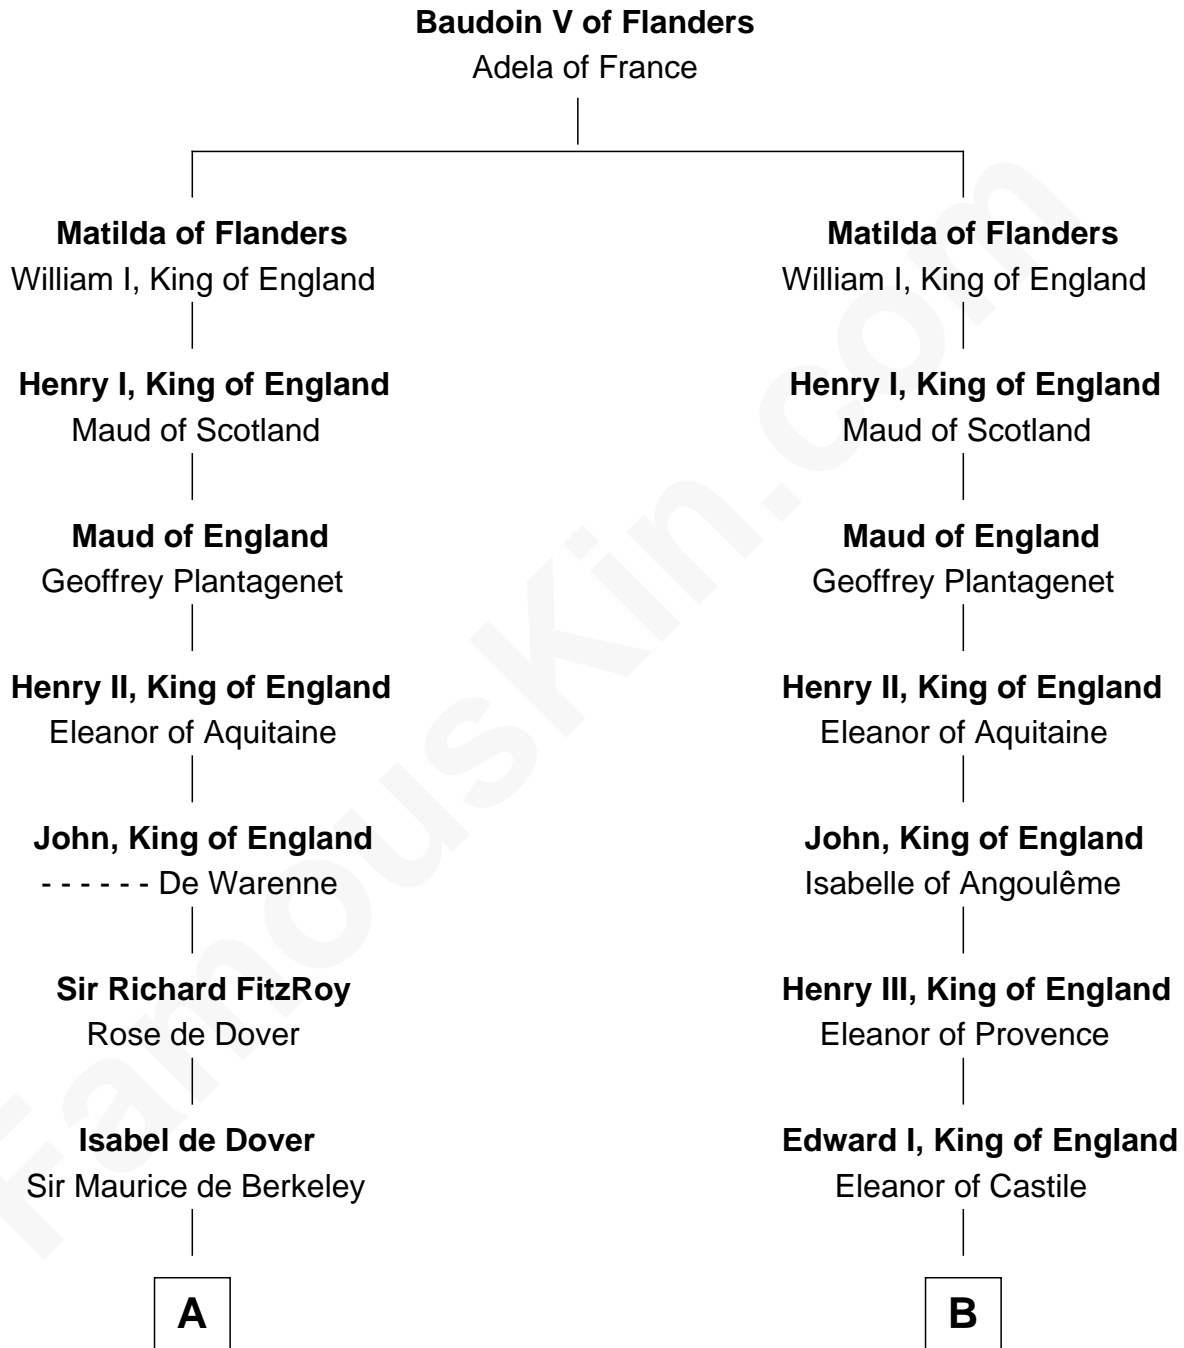 Baudoin V of Flanders
Adela of France
Matilda of Flanders
William I, King of England
Henry I, King of England
Maud of Scotland
Maud of England
Geoffrey Plantagenet
Henry II, King of England
Eleanor of Aquitaine
John, King of England
- - - - - - De Warenne
Sir Richard FitzRoy
Rose de Dover
Isabel de Dover
Sir Maurice de Berkeley
A
Matilda of Flanders
William I, King of England
Henry I, King of England
Maud of Scotland
Maud of England
Geoffrey Plantagenet
Henry II, King of England
Eleanor of Aquitaine
John, King of England
Isabelle of Angoulême
Henry III, King of England
Eleanor of Provence
Edward I, King of England
Eleanor of Castile
B
FamousKin.com